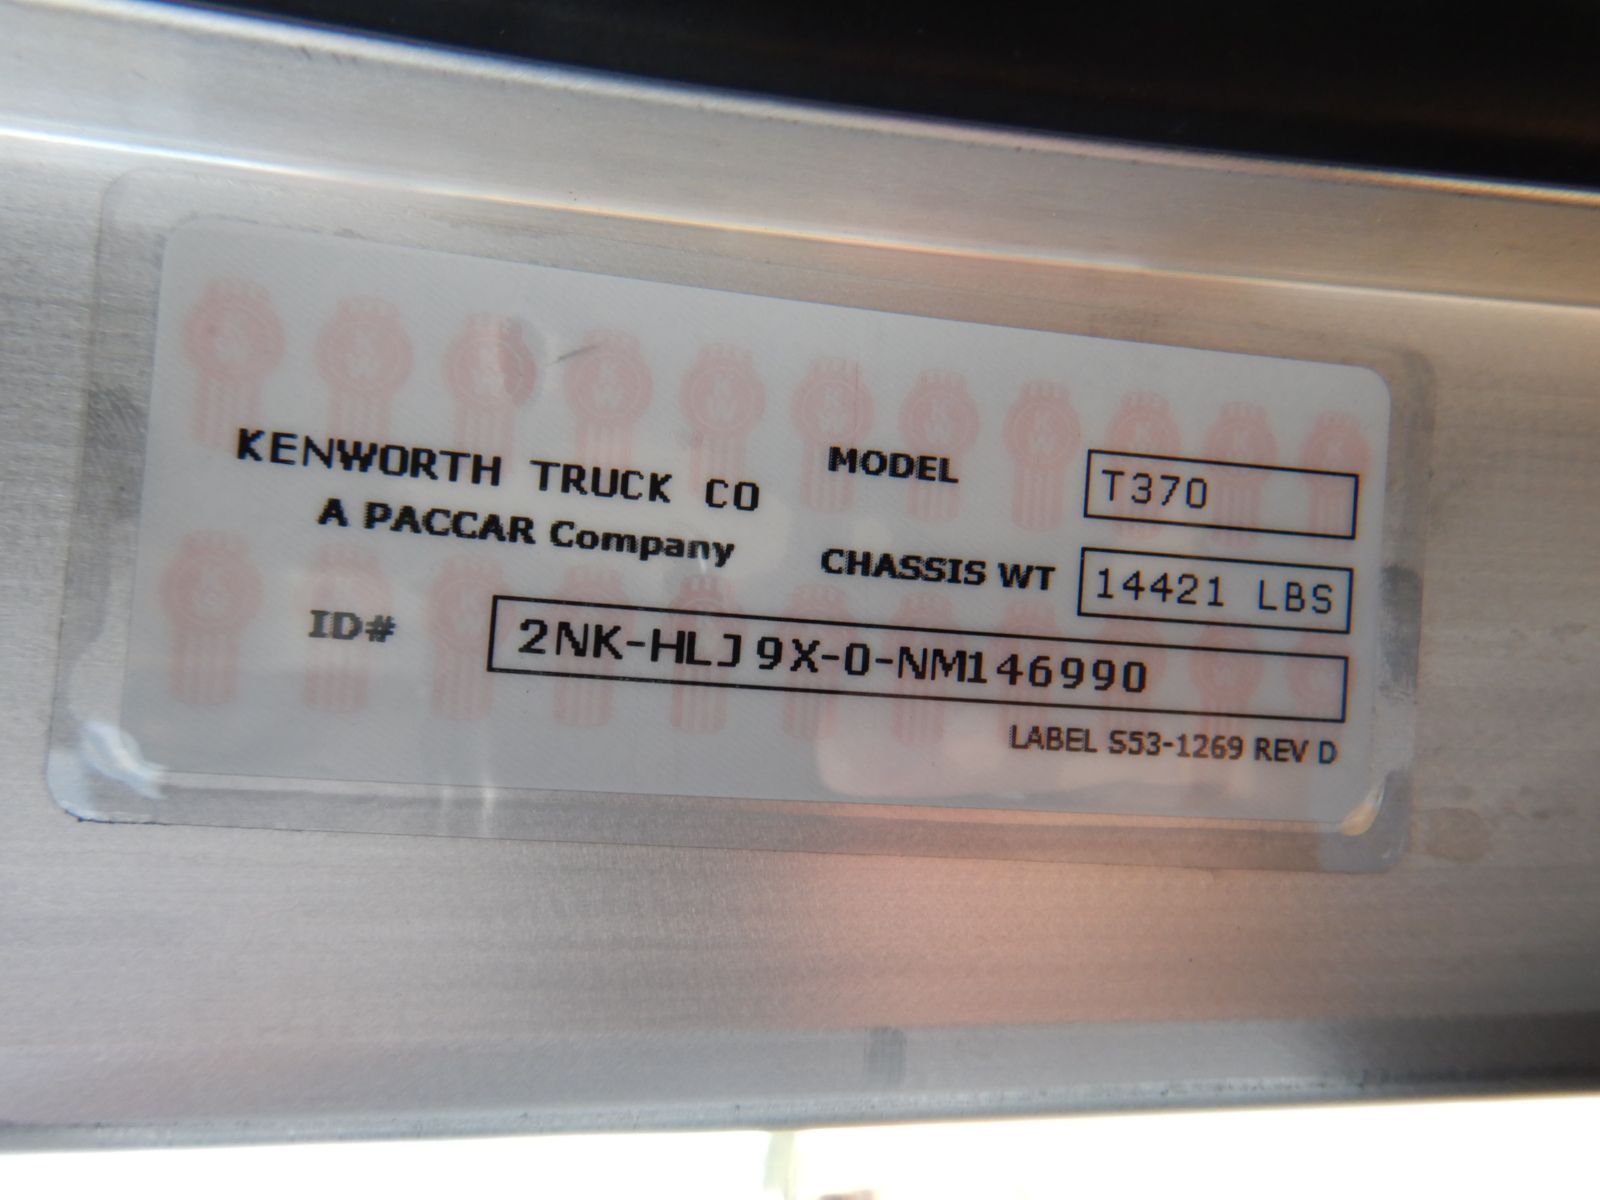 KENWORTH TRUCK CO
A PACCAR Company
MODEL T370
CHASSIS WT 14421 LBS
ID# 2NK-HLJ9X-0-NM146990
LABEL S53-1269 REV D